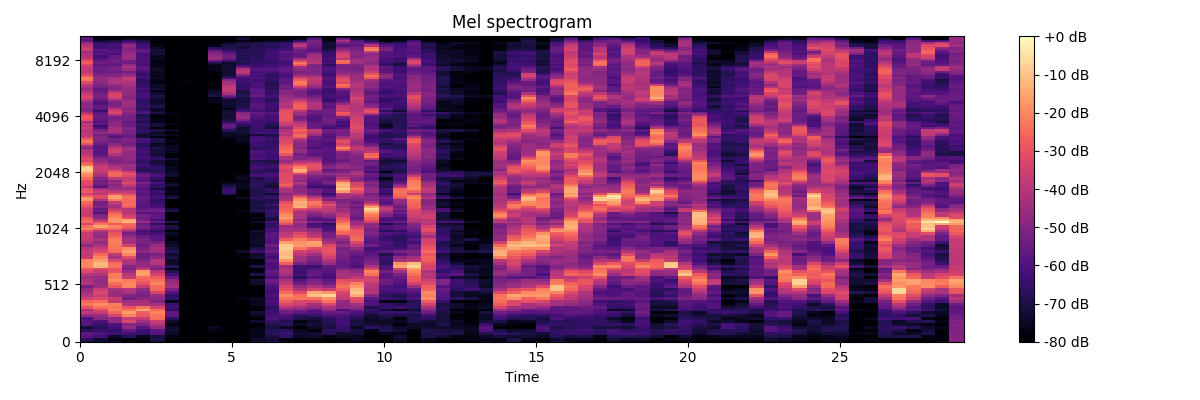 Mel spectrogram
8192
4096
2048
1024
512
0
Hz
0 5 10 15 20 25
Time
+0 dB
-10 dB
-20 dB
-30 dB
-40 dB
-50 dB
-60 dB
-70 dB
-80 dB